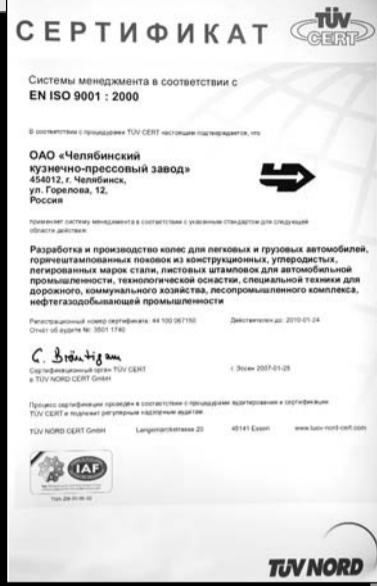 СЕРТИФИКАТ
TÜV
CERT
Системы менеджмента в соответствии с
EN ISO 9001 : 2000
В соответствии с процедурами TÜV CERT настоящим подтверждается, что
ОАО «Челябинский
кузнечно-прессовый завод»
454012, г. Челябинск,
ул. Горелова, 12,
Россия
применяет систему менеджмента в соответствии с указанным стандартом для следующей
области действия:
Разработка и производство колес для легковых и грузовых автомобилей,
горячештампованных поковок из конструкционных, углеродистых,
легированных марок стали, листовых штамповок для автомобильной
промышленности, технологической оснастки, специальной техники для
дорожного, коммунального хозяйства, лесопромышленного комплекса,
нефтегазодобывающей промышленности
Регистрационный номер сертификата: 44 100 067150
Действителен до: 2010-01-24
Отчёт об аудите №: 3501 1740
Сертификационный орган TÜV CERT
в TÜV NORD CERT GmbH
г. Эссен 2007-01-25
Процесс сертификации проведен в соответствии с процедурами аудитирования и сертификации
TÜV CERT и подлежит регулярным надзорным аудитам.
TÜV NORD CERT GmbH
Langemarckstrasse 20
45141 Essen
www.tuev-nord-cert.com
IAF
TÜV NORD